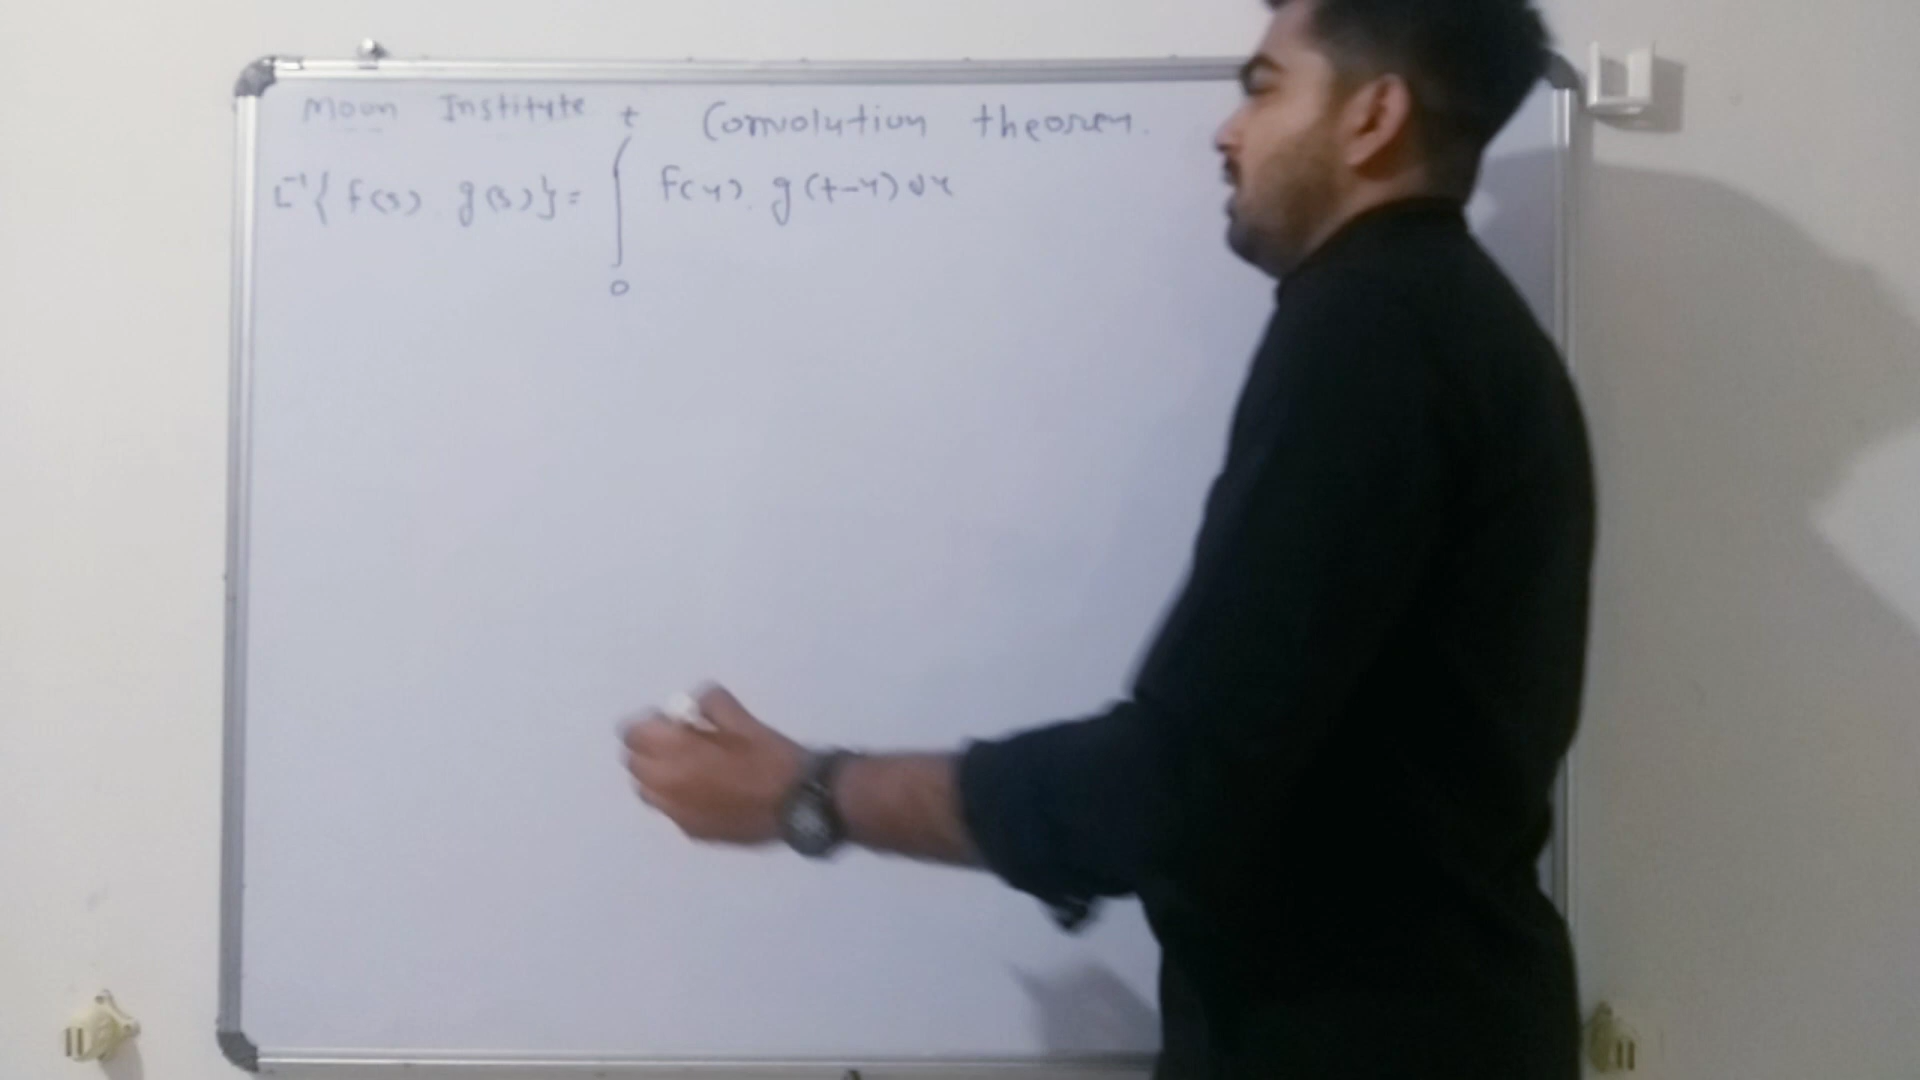 Moon Institute Convolution theorem.
L⁻¹{ f(s) g(s)} = ∫₀ᵗ F(u). g(t-u) du